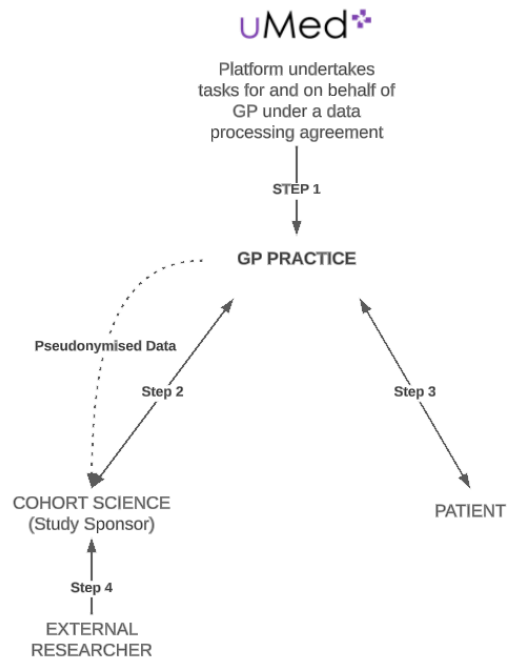 uMed
Platform undertakes
tasks for and on behalf of
GP under a data
processing agreement
STEP 1
GP PRACTICE
Pseudonymised Data
Step 2
Step 3
COHORT SCIENCE
(Study Sponsor)
PATIENT
Step 4
EXTERNAL
RESEARCHER